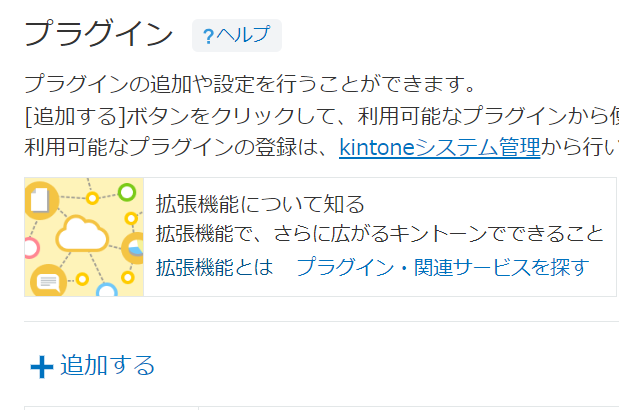 プラグイン ?ヘルプ
プラグインの追加や設定を行うことができます。
[追加する]ボタンをクリックして、利用可能なプラグインから
利用可能なプラグインの登録は、kintoneシステム管理から行い
拡張機能について知る
拡張機能で、さらに広がるキントーンでできること
拡張機能とは プラグイン・関連サービスを探す
追加する